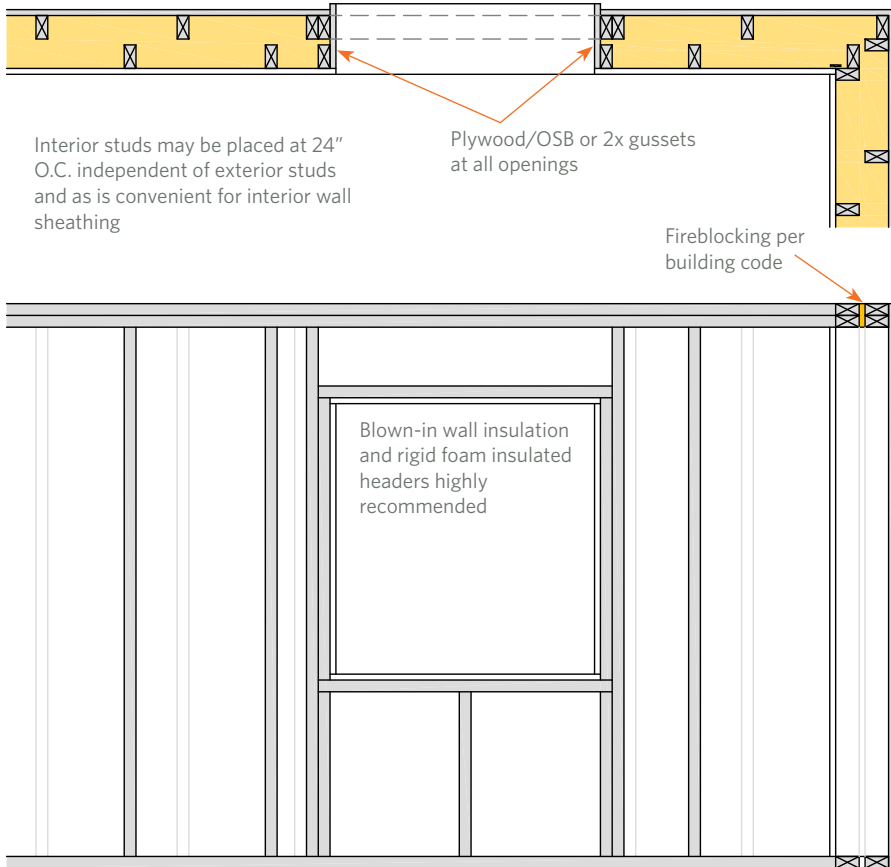 Interior studs may be placed at 24”
O.C. independent of exterior studs
and as is convenient for interior wall
sheathing
Plywood/OSB or 2x gussets
at all openings
Fireblocking per
building code
Blown-in wall insulation
and rigid foam insulated
headers highly
recommended